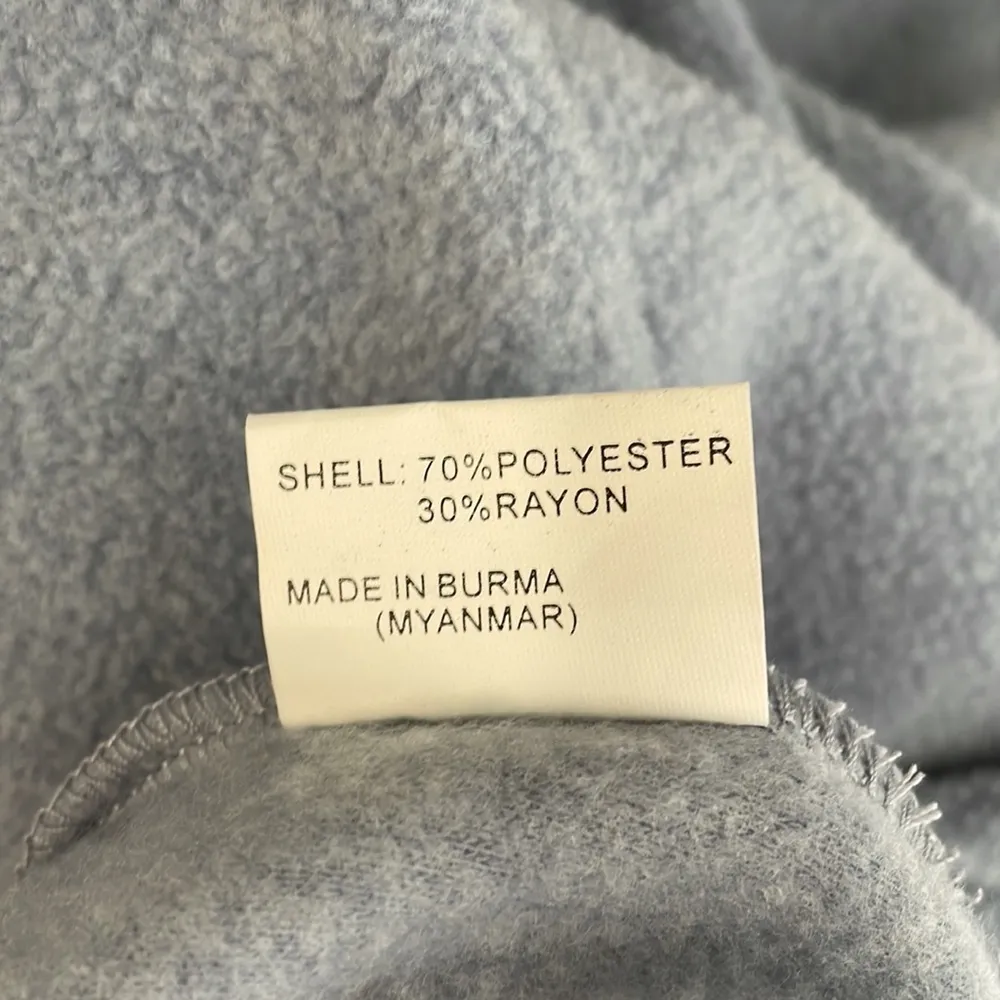 SHELL: 70%POLYESTER
30%RAYON
MADE IN BURMA
(MYANMAR)